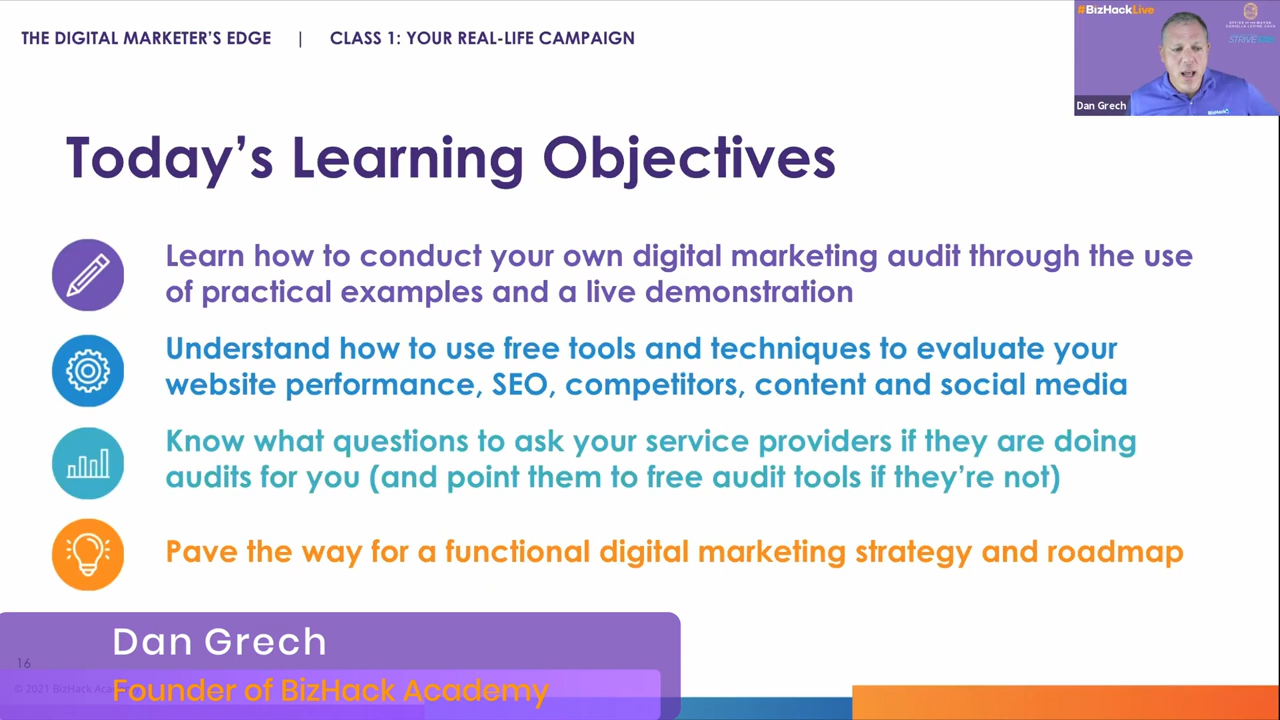 THE DIGITAL MARKETER'S EDGE | CLASS 1: YOUR REAL-LIFE CAMPAIGN
#BizHackLive
Dan Grech
BizHack
Today's Learning Objectives
Learn how to conduct your own digital marketing audit through the use
of practical examples and a live demonstration
Understand how to use free tools and techniques to evaluate your
website performance, SEO, competitors, content and social media
Know what questions to ask your service providers if they are doing
audits for you (and point them to free audit tools if they're not)
Pave the way for a functional digital marketing strategy and roadmap
Dan Grech
16
© 2021 BizHack
Founder of BizHack Academy